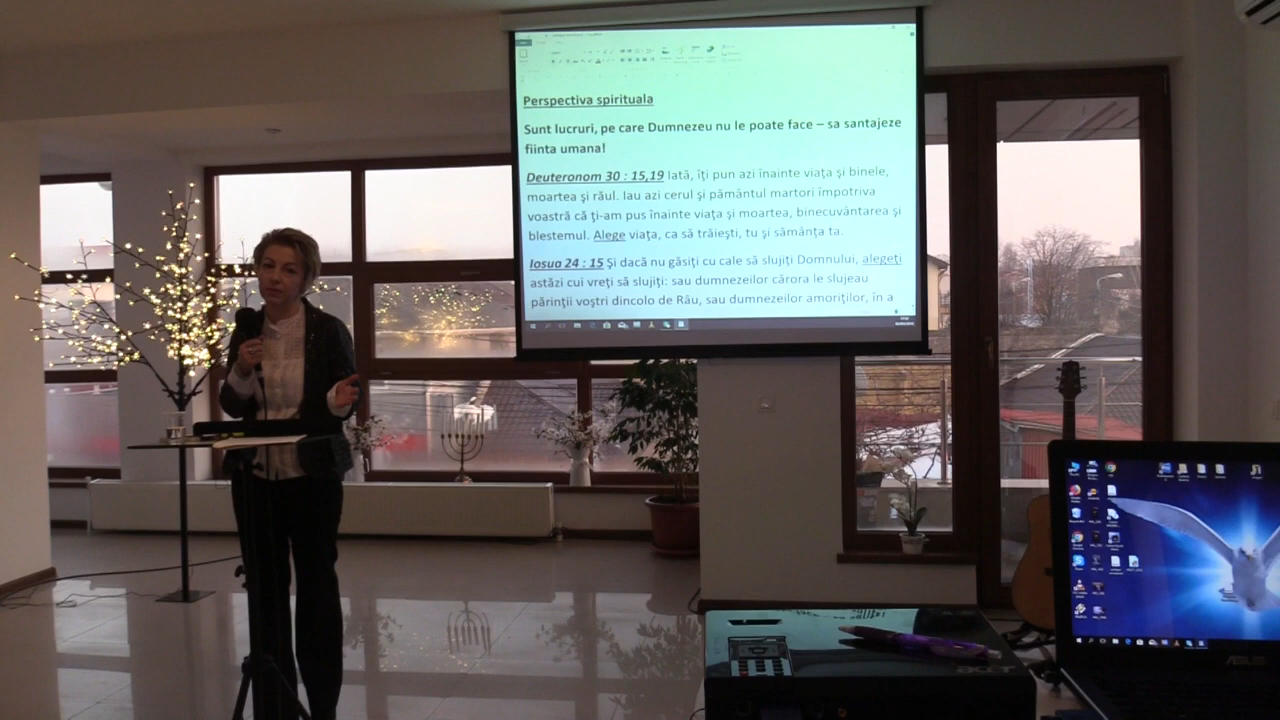 Perspectiva spirituala
Sunt lucruri, pe care Dumnezeu nu le poate face – sa santajeze
fiinta umana!
Deuteronom 30 : 15,19 Iată, îţi pun azi înainte viaţa şi binele,
moartea şi răul. Iau azi cerul şi pământul martori împotriva
voastră că ţi-am pus înainte viaţa şi moartea, binecuvântarea şi
blestemul. Alege viaţa, ca să trăieşti, tu şi sămânţa ta.
Iosua 24 : 15 Şi dacă nu găsiţi cu cale să slujiţi Domnului, alegeţi
astăzi cui vreţi să slujiţi: sau dumnezeilor cărora le slujeau
părinţii voştri dincolo de Râu, sau dumnezeilor amoriţilor, în a
ASUS